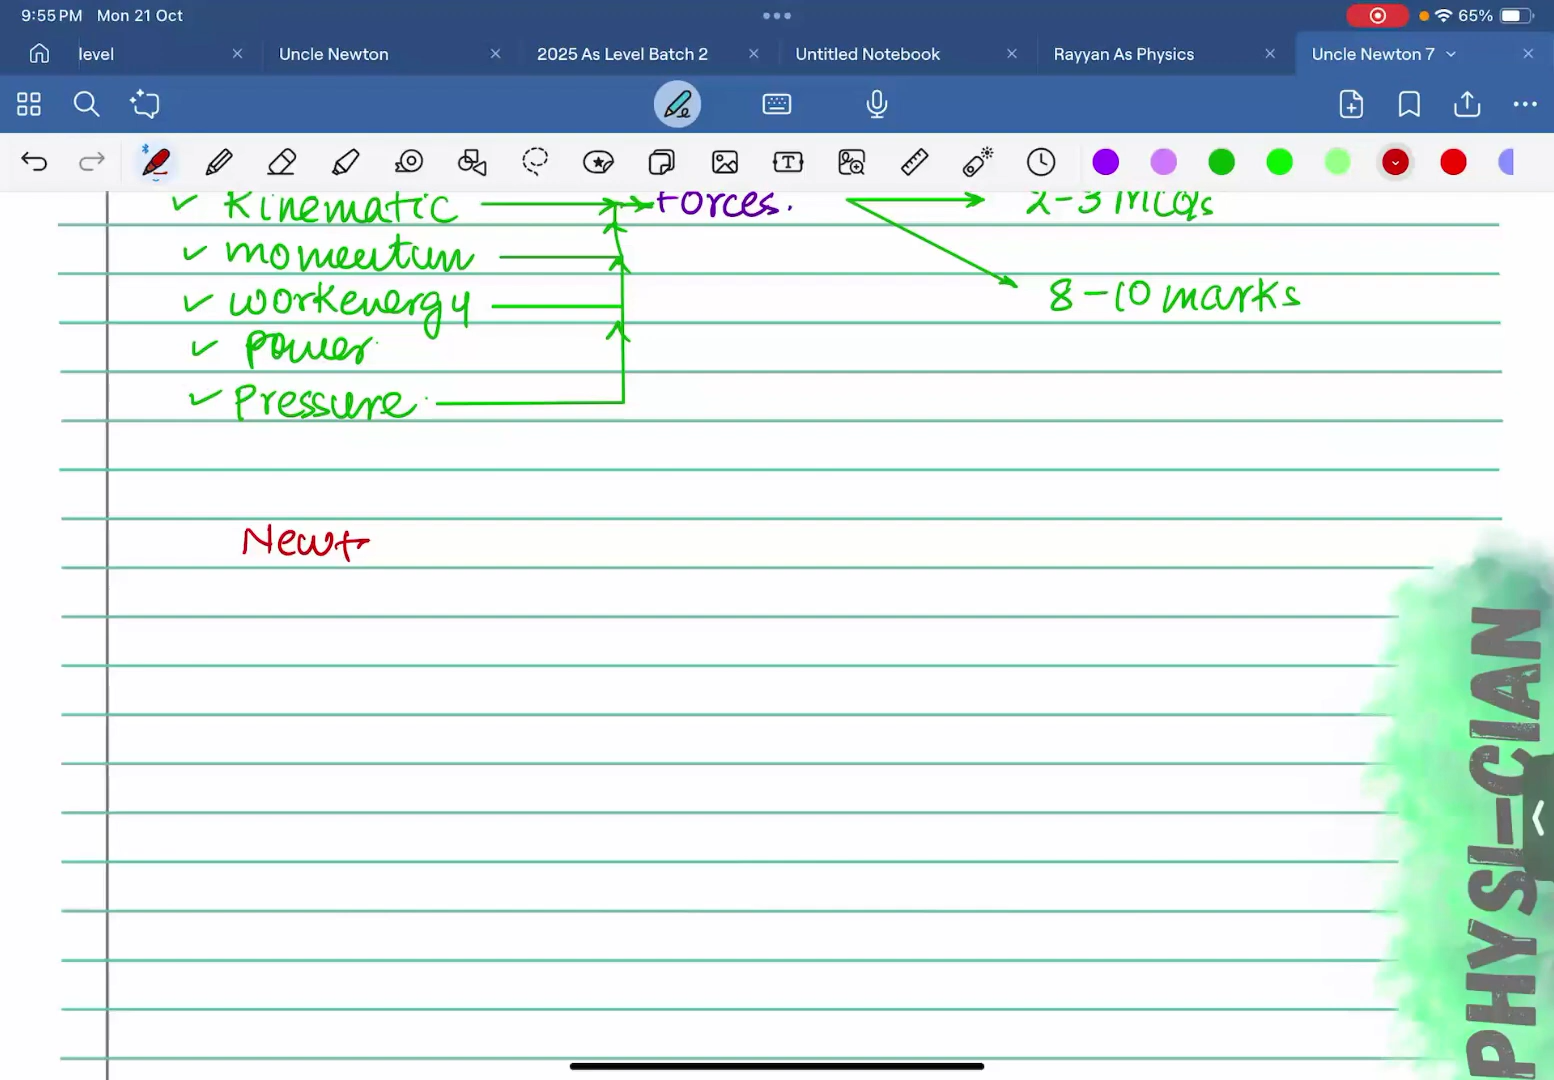 9:55 PM Mon 21 Oct
65%
level
Uncle Newton
2025 As Level Batch 2
Untitled Notebook
Rayyan As Physics
Uncle Newton 7
Kinematic
Forces.
2-3 MCQs
momentum
workenergy
8-10 marks
power
Pressure
Newt
PHYSI-CIAN